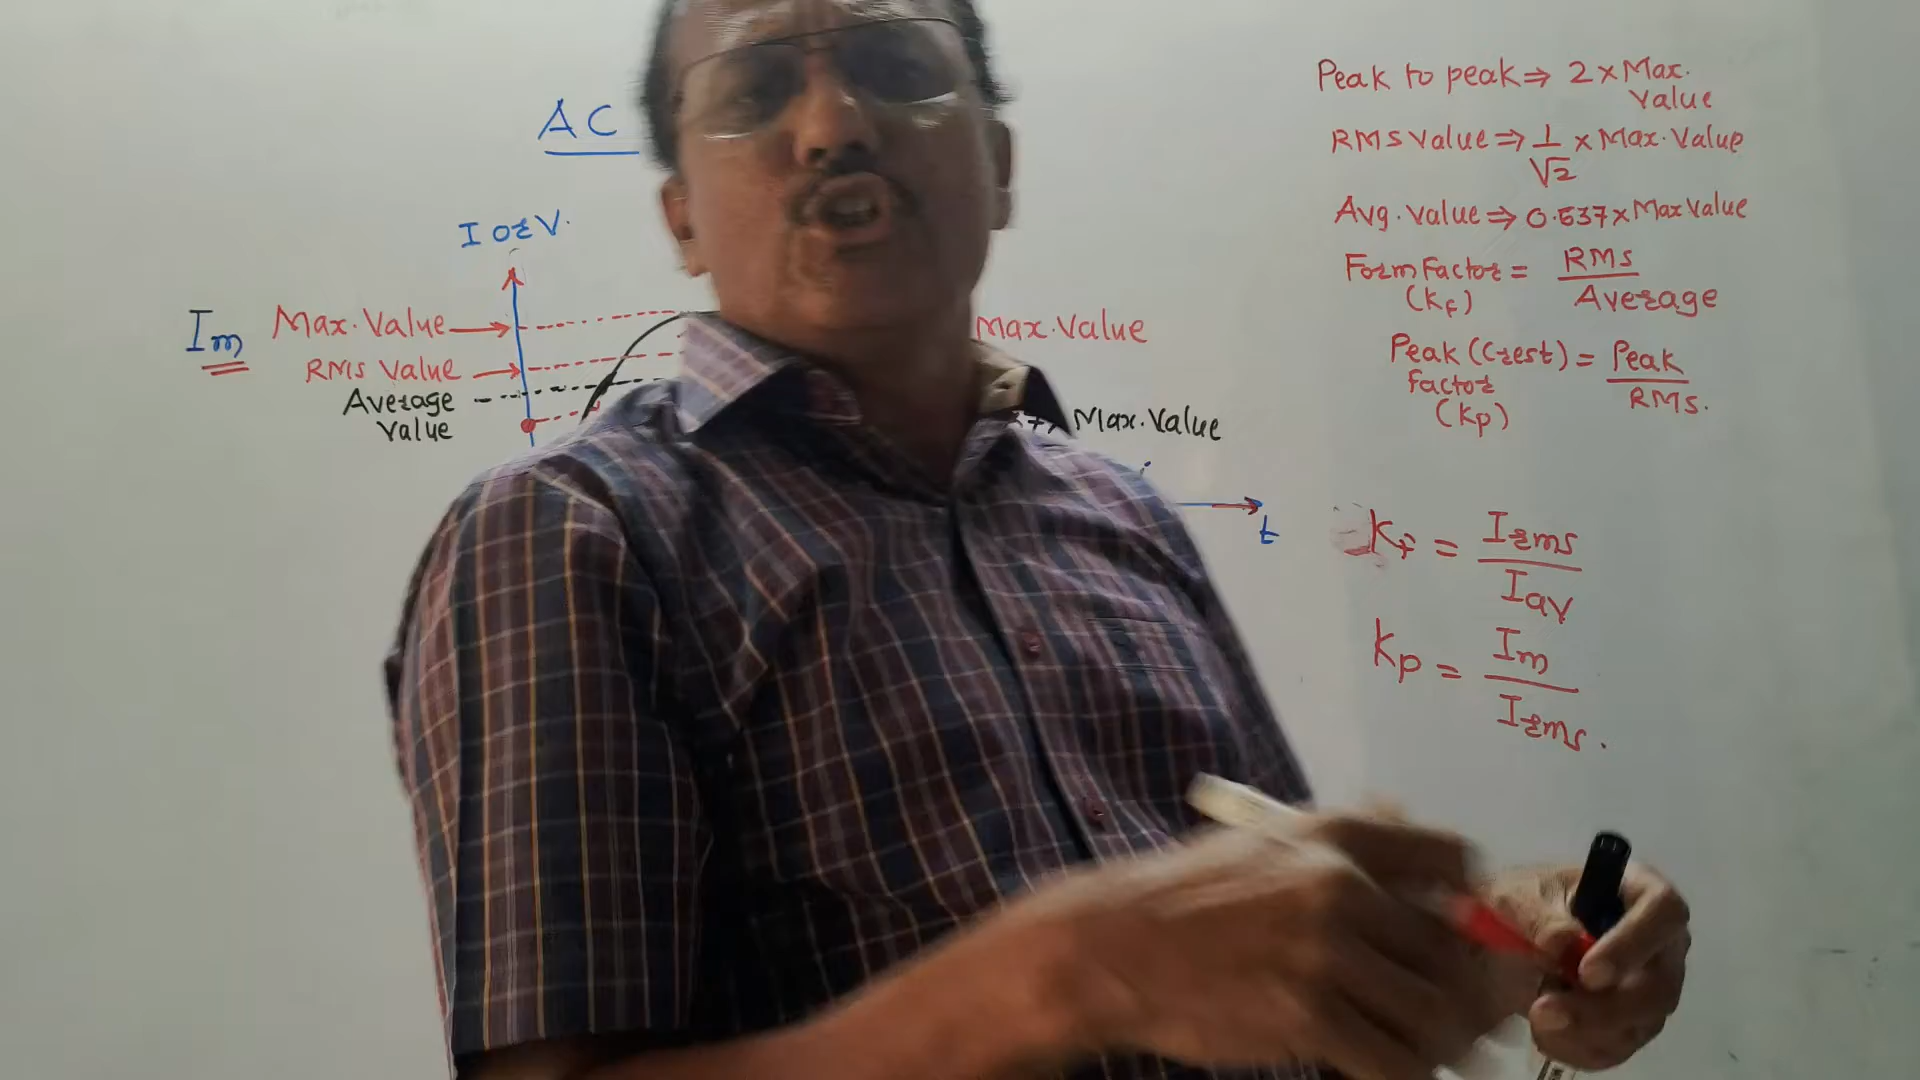 AC
I or V.
Im
Max. Value
RMS Value
Average
Value
Max. Value
Max. Value
t
Peak to peak ⇒ 2 x Max.
Value
RMS Value ⇒ 1/√2 x Max. Value
Avg. Value ⇒ 0.637 x Max Value
Form Factor = RMS
(Kf) Average
Peak (Crest) = Peak
factor RMS.
(Kp)
Kf = Irms
Iav
Kp = Im
Irms.